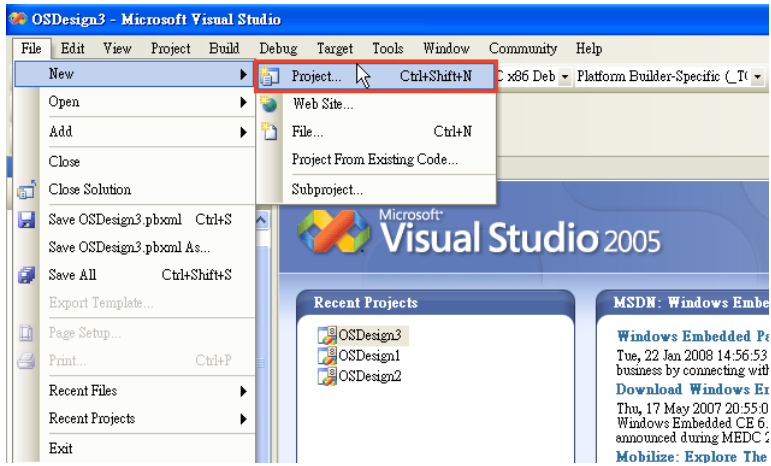 OSDesign3 - Microsoft Visual Studio
File Edit View Project Build Debug Target Tools Window Community Help
New
Project... Ctrl+Shift+N
x86 Deb
Platform Builder-Specific
Open
Web Site...
Add
File... Ctrl+N
Close
Project From Existing Code...
Close Solution
Subproject...
Save OSDesign3.pbxml Ctrl+S
Save OSDesign3.pbxml As...
Save All Ctrl+Shift+S
Export Template...
Page Setup...
Print... Ctrl+P
Recent Files
Recent Projects
Exit
Microsoft
Visual Studio 2005
Recent Projects
OSDesign3
OSDesign1
OSDesign2
MSDN: Windows Embe
Windows Embedded Pa
Tue, 22 Jan 2008 14:56:53
business by connecting with
Download Windows Er
Thu, 17 May 2007 20:55:0
Windows Embedded CE 6.
announced during MEDC 2
Mobilize: Explore The